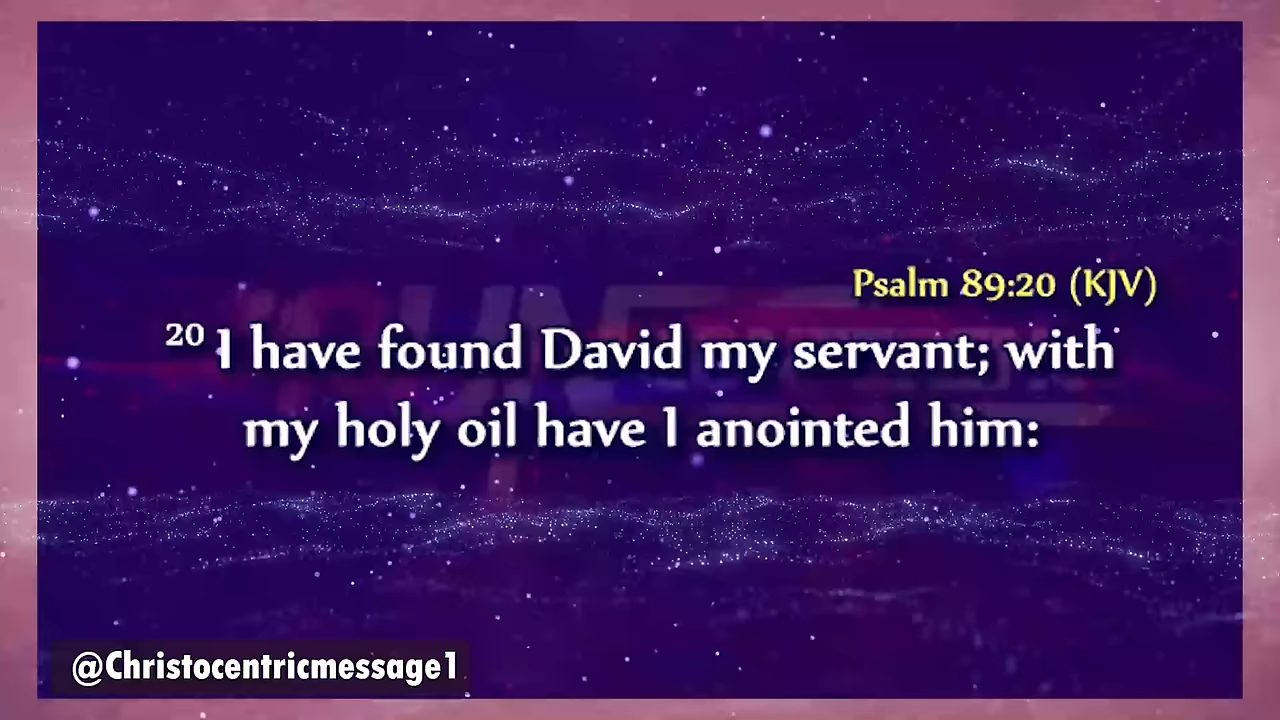 Psalm 89:20 (KJV)
20 I have found David my servant; with
my holy oil have I anointed him:
@Christocentricmessage1